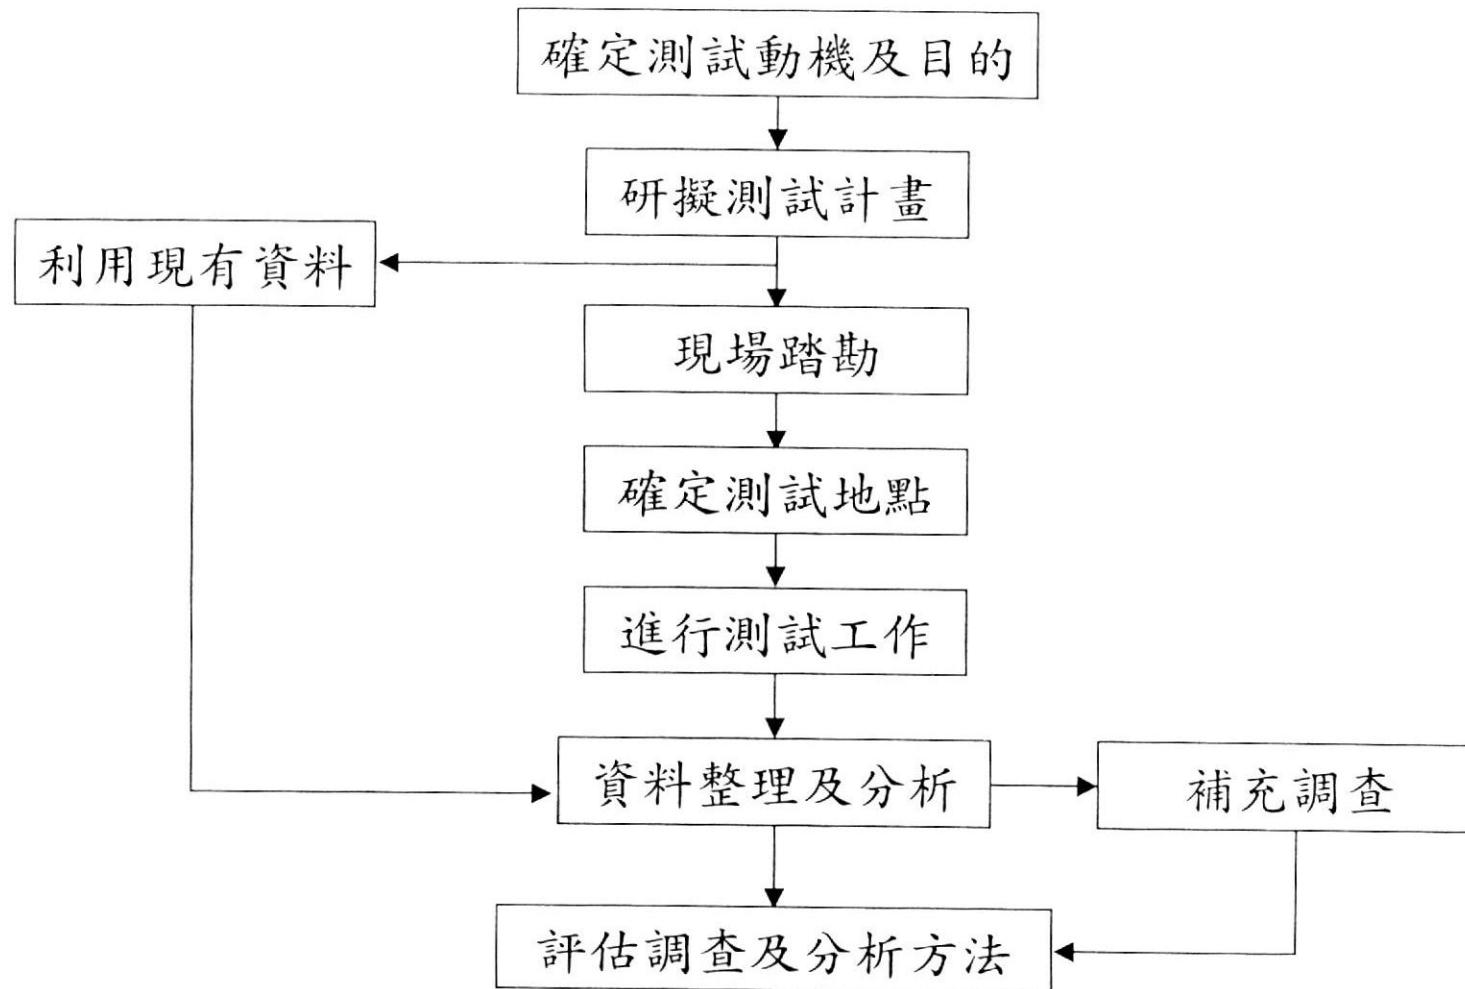 確定測試動機及目的
研擬測試計畫
利用現有資料
現場踏勘
確定測試地點
進行測試工作
資料整理及分析
補充調查
評估調查及分析方法